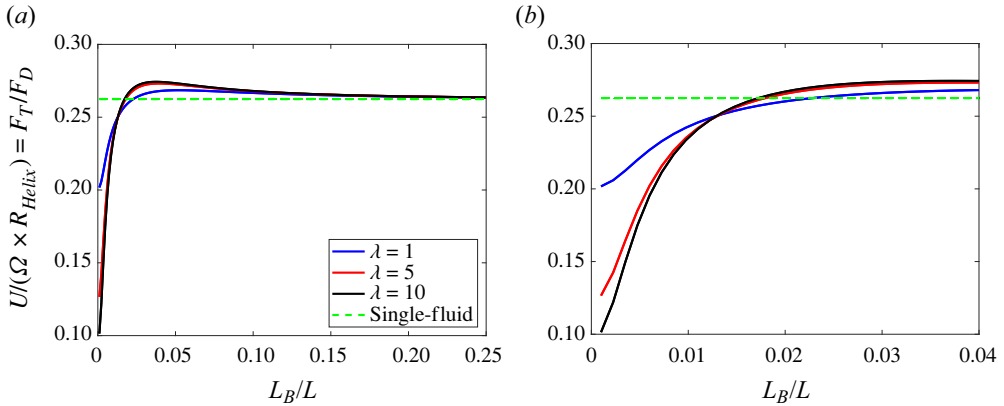 (a)
(b)
U/(Ω × R_Helix) = F_T/F_D
0.30
0.25
0.20
0.15
0.10
λ = 1
λ = 5
λ = 10
Single-fluid
0 0.05 0.10 0.15 0.20 0.25
L_B/L
0.30
0.25
0.20
0.15
0.10
0 0.01 0.02 0.03 0.04
L_B/L